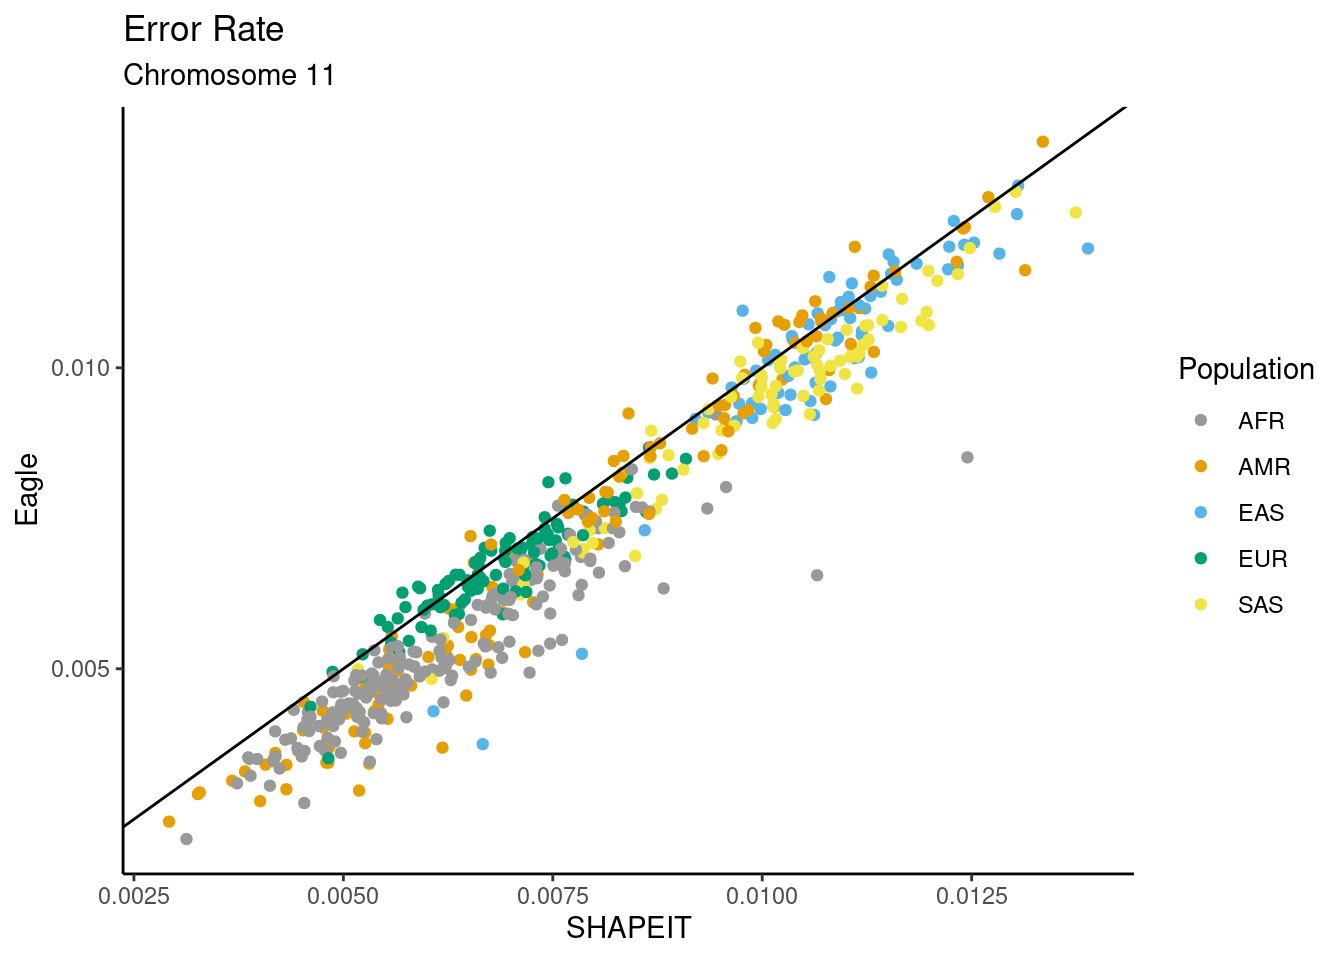 Error Rate
Chromosome 11
0.010
0.005
Eagle
0.0025
0.0050
0.0075
0.0100
0.0125
SHAPEIT
Population
AFR
AMR
EAS
EUR
SAS